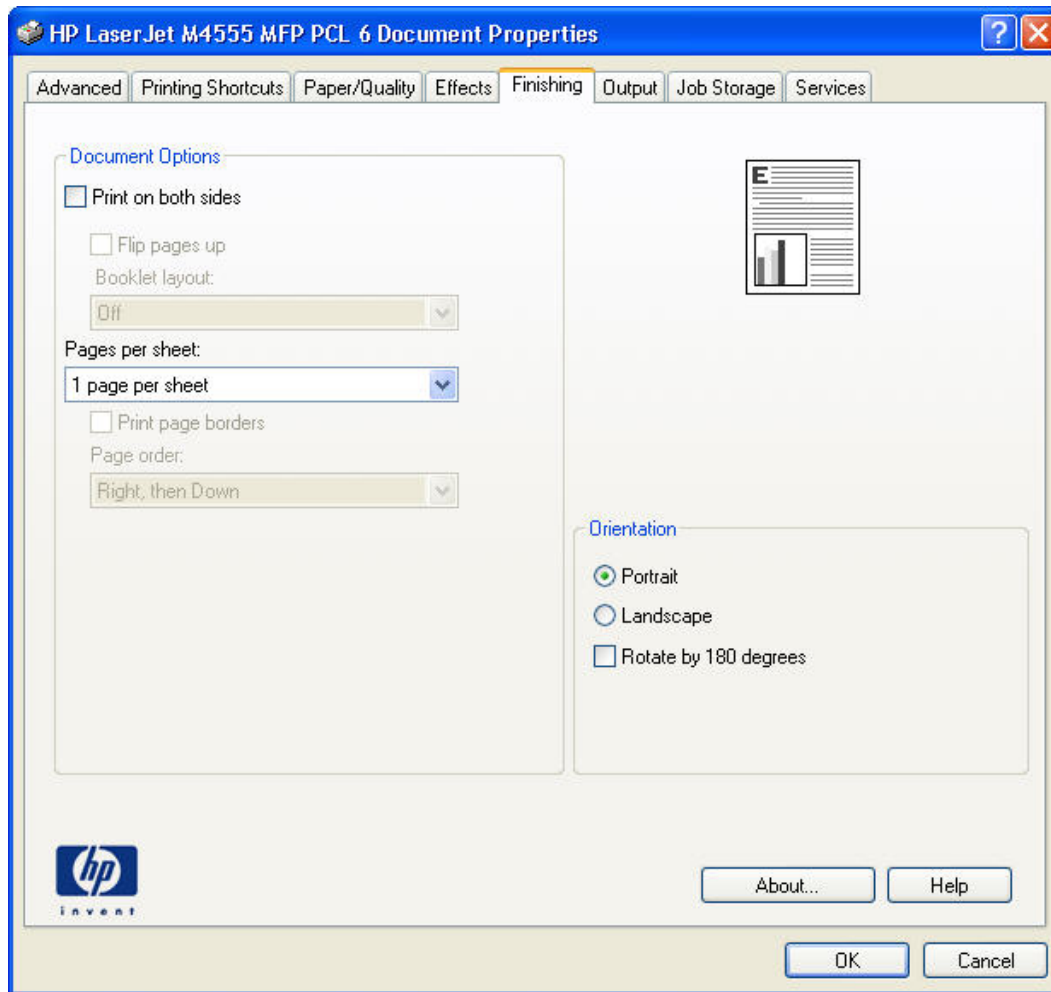 HP LaserJet M4555 MFP PCL 6 Document Properties
Advanced Printing Shortcuts Paper/Quality Effects Finishing Output Job Storage Services
Document Options
Print on both sides
Flip pages up
Booklet layout:
Off
Pages per sheet:
1 page per sheet
Print page borders
Page order:
Right, then Down
E
Orientation
Portrait
Landscape
Rotate by 180 degrees
hp
invent
About... Help
OK Cancel